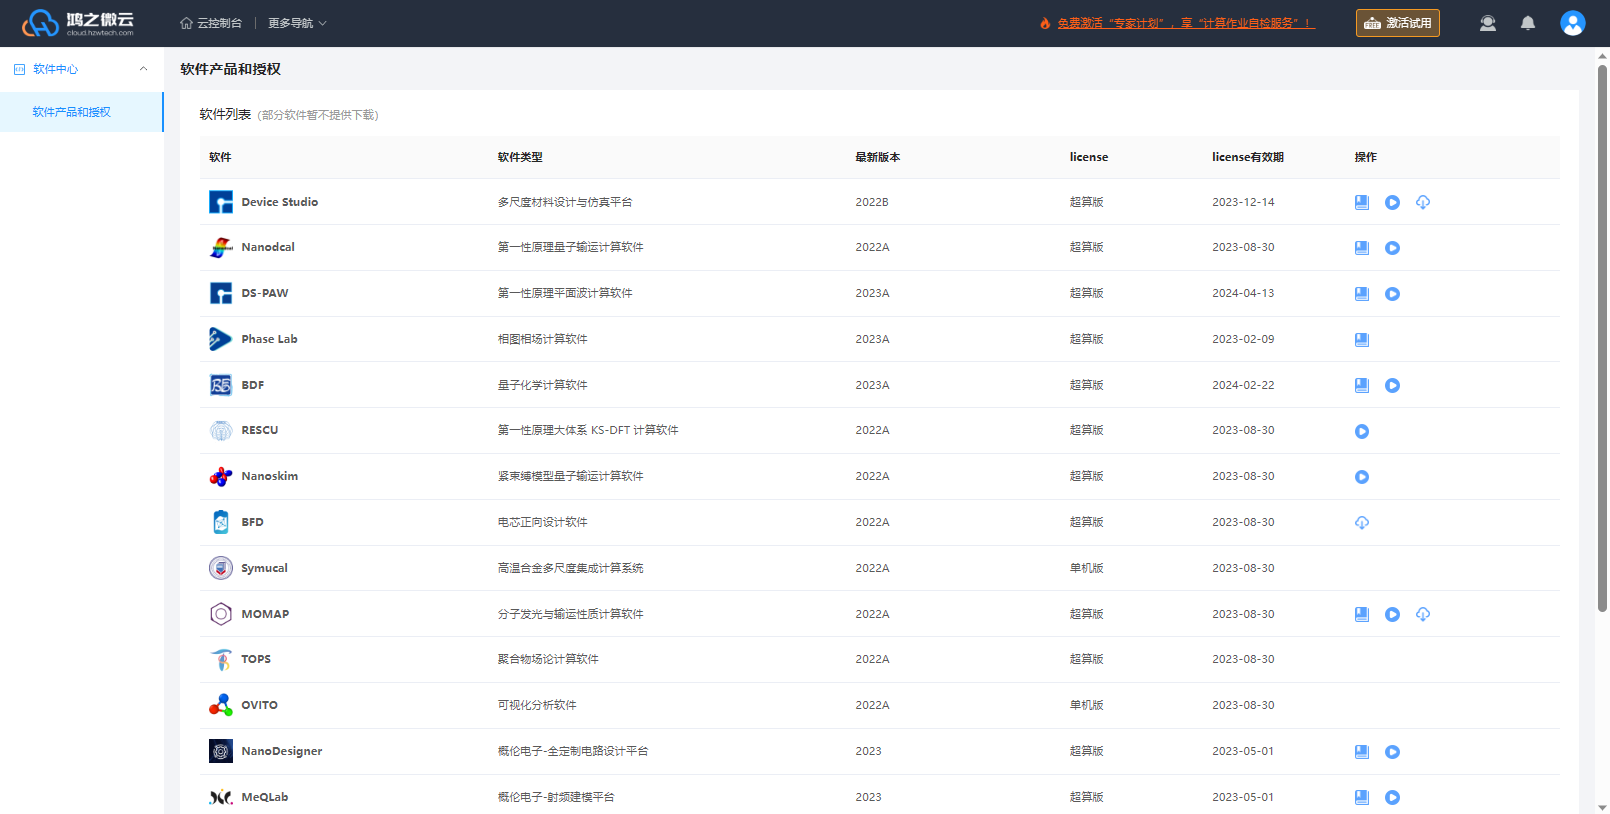 鸿之微云
cloud.hzwtech.com
云控制台
更多导航
免费激活“专家计划”，享“计算作业自检服务”！
FREE
激活试用
软件中心
软件产品和授权
软件产品和授权
软件列表 (部分软件暂不提供下载)
软件 软件类型 最新版本 license license有效期 操作
Device Studio 多尺度材料设计与仿真平台 2022B 超算版 2023-12-14
Nanodcal 第一性原理量子输运计算软件 2022A 超算版 2023-08-30
DS-PAW 第一性原理平面波计算软件 2023A 超算版 2024-04-13
Phase Lab 相图相场计算软件 2023A 超算版 2023-02-09
BDF 量子化学计算软件 2023A 超算版 2024-02-22
RESCU 第一性原理大体系 KS-DFT 计算软件 2022A 超算版 2023-08-30
Nanoskim 紧束缚模型量子输运计算软件 2022A 超算版 2023-08-30
BFD 电芯正向设计软件 2022A 超算版 2023-08-30
Symucal 高温合金多尺度集成计算系统 2022A 单机版 2023-08-30
MOMAP 分子发光与输运性质计算软件 2022A 超算版 2023-08-30
TOPS 聚合物场论计算软件 2022A 超算版 2023-08-30
OVITO 可视化分析软件 2022A 单机版 2023-08-30
NanoDesigner 概伦电子-全定制电路设计平台 2023 超算版 2023-05-01
MeQLab 概伦电子-射频建模平台 2023 超算版 2023-05-01